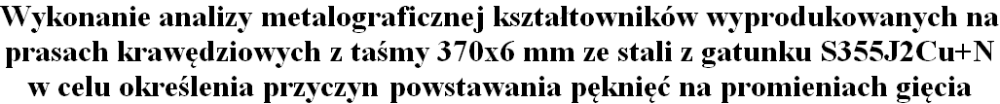 Wykonanie analizy metalograficznej kształtowników wyprodukowanych na
prasach krawędziowych z taśmy 370x6 mm ze stali z gatunku S355J2Cu+N
w celu określenia przyczyn powstawania pęknięć na promieniach gięcia